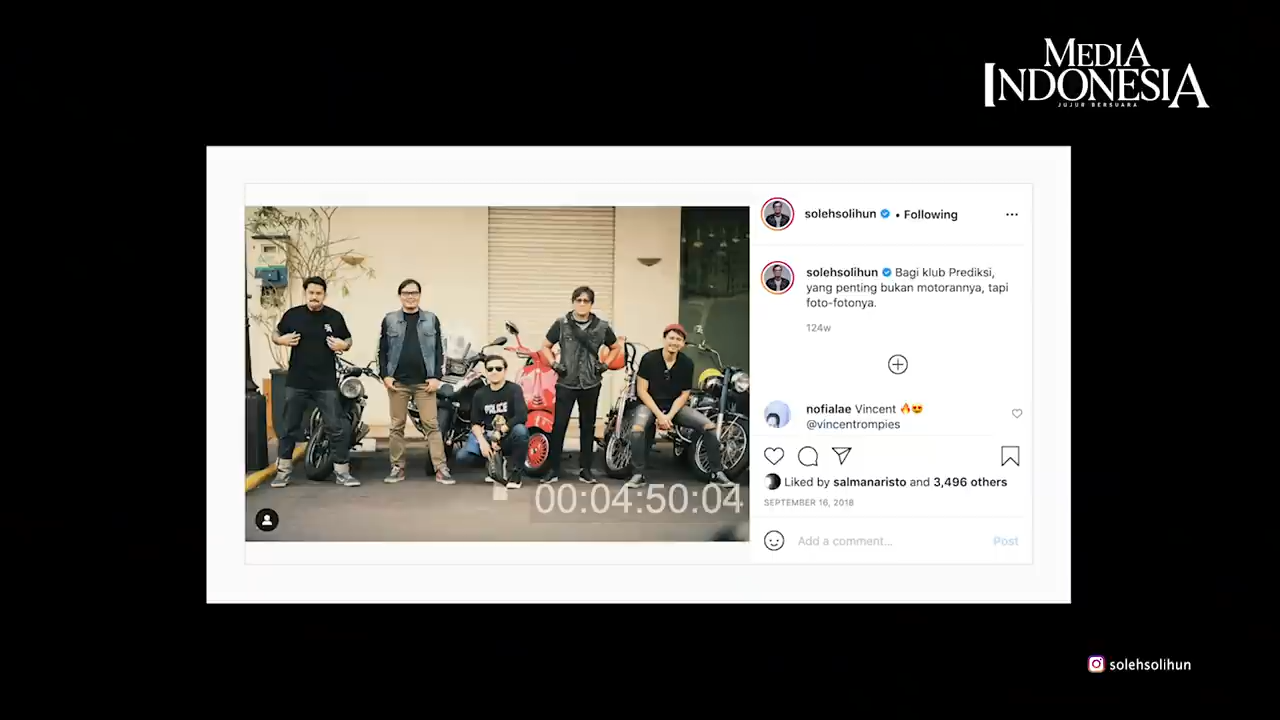 MEDIA
INDONESIA
JUJUR BERSUARA
solehsolihun • Following
solehsolihun Bagi klub Prediksi,
yang penting bukan motorannya, tapi
foto-fotonya.
124w
nofialae Vincent 🔥😍
@vincentrompies
Liked by salmanaristo and 3,496 others
SEPTEMBER 16, 2018
Add a comment...
Post
POLICE
00:04:50:04
solehsolihun